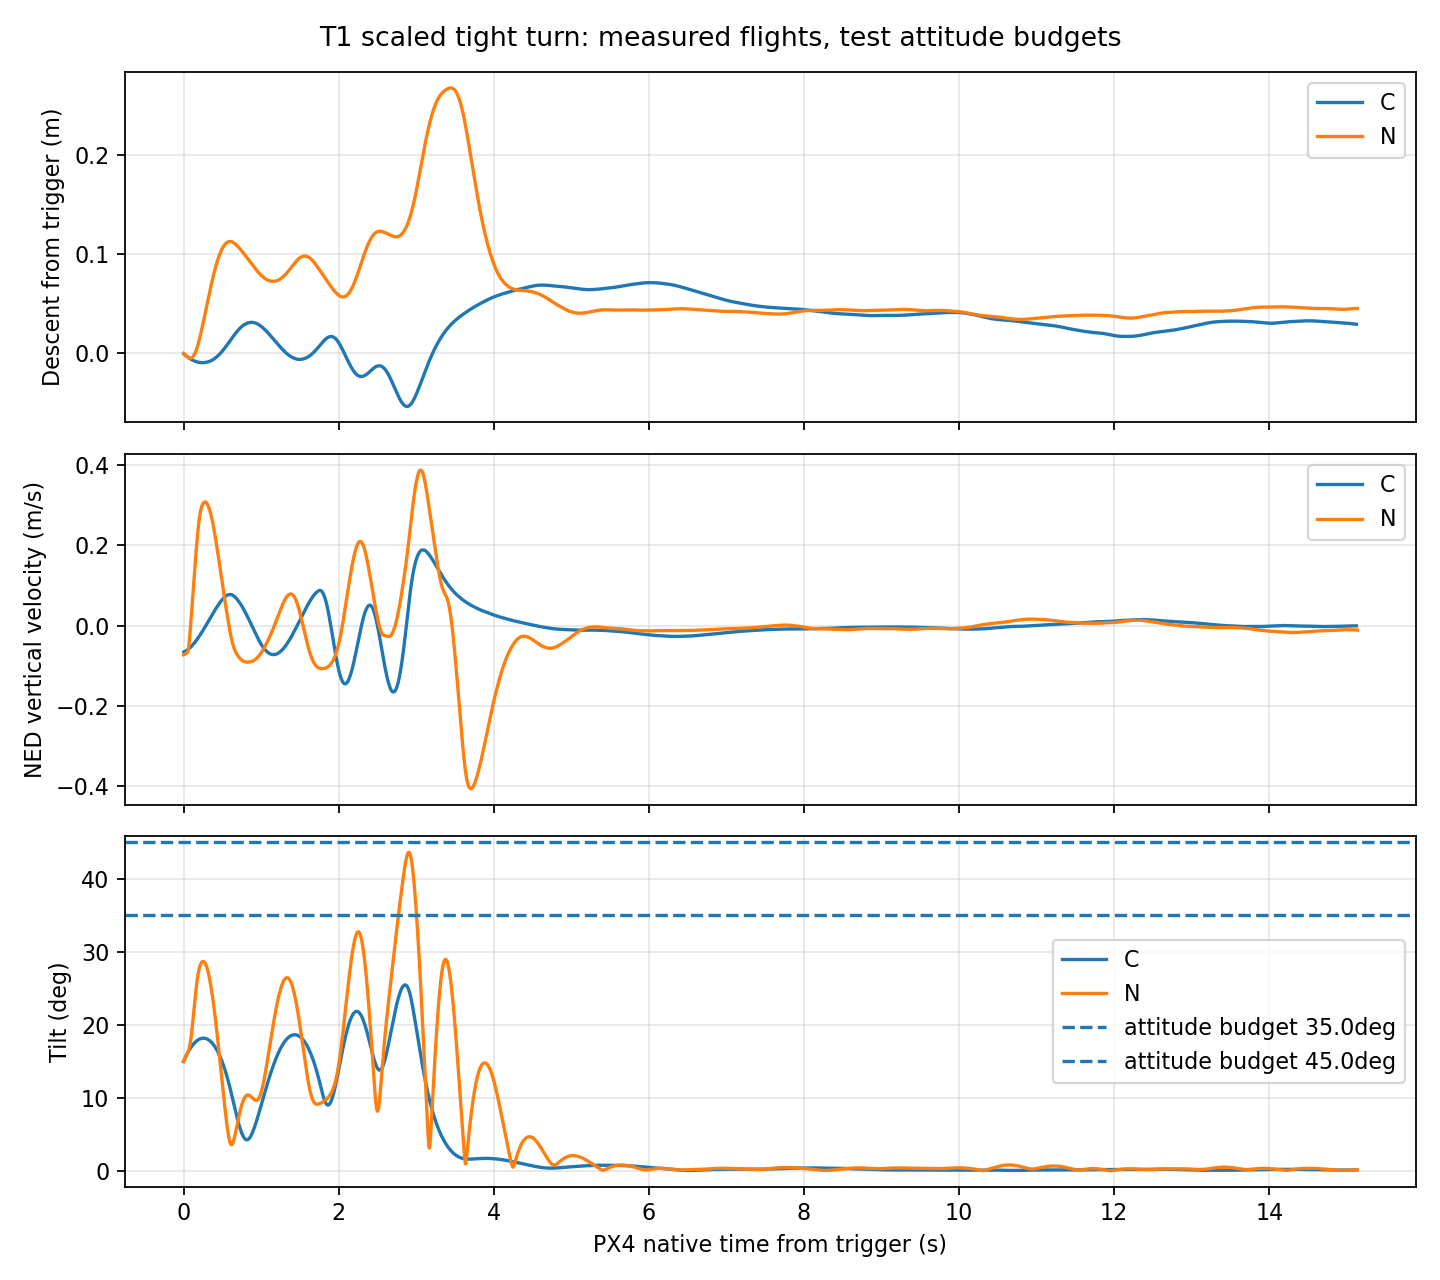 T1 scaled tight turn: measured flights, test attitude budgets
Descent from trigger (m)
0.2
0.1
0.0
C
N
NED vertical velocity (m/s)
0.4
0.2
0.0
−0.2
−0.4
C
N
Tilt (deg)
40
30
20
10
0
C
N
attitude budget 35.0deg
attitude budget 45.0deg
0 2 4 6 8 10 12 14
PX4 native time from trigger (s)